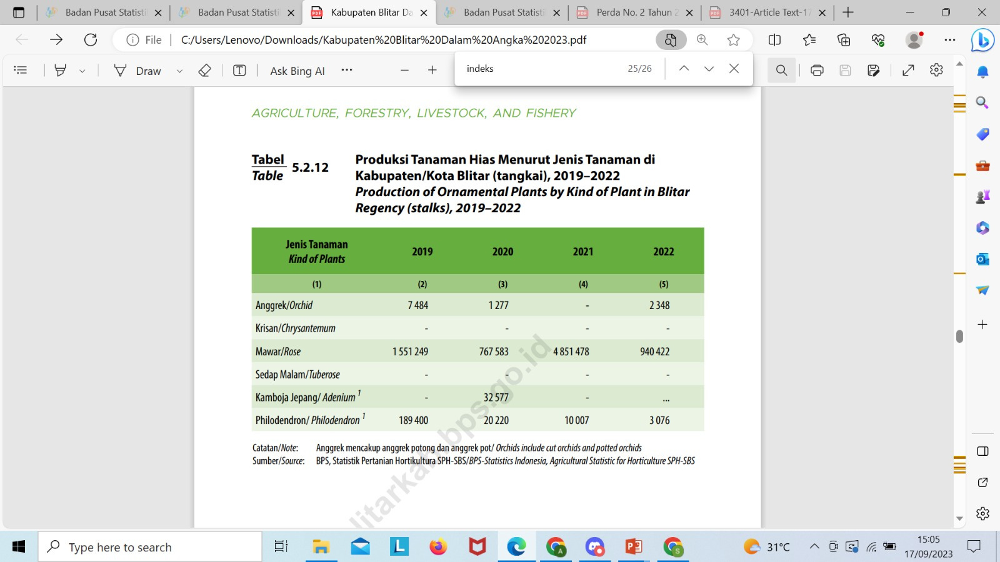 Badan Pusat Statisti
Badan Pusat Statisti
Kabupaten Blitar Da
Badan Pusat Statisti
Perda No. 2 Tahun 2
3401-Article Text-17
File
C:/Users/Lenovo/Downloads/Kabupaten%20Blitar%20Dalam%20Angka%202023.pdf
Draw
Ask Bing AI
indeks
25/26
AGRICULTURE, FORESTRY, LIVESTOCK, AND FISHERY
Tabel
Table
5.2.12
Produksi Tanaman Hias Menurut Jenis Tanaman di
Kabupaten/Kota Blitar (tangkai), 2019–2022
Production of Ornamental Plants by Kind of Plant in Blitar
Regency (stalks), 2019–2022
Jenis Tanaman
Kind of Plants
2019 2020 2021 2022
(1) (2) (3) (4) (5)
Anggrek/Orchid 7 484 1 277 - 2 348
Krisan/Chrysantemum - - - -
Mawar/Rose 1 551 249 767 583 4 851 478 940 422
Sedap Malam/Tuberose - - - -
Kamboja Jepang/ Adenium 1 - 32 577 - ...
Philodendron/ Philodendron 1 189 400 20 220 10 007 3 076
Catatan/Note: Anggrek mencakup anggrek potong dan anggrek pot/ Orchids include cut orchids and potted orchids
Sumber/Source: BPS, Statistik Pertanian Hortikultura SPH-SBS/BPS-Statistics Indonesia, Agricultural Statistic for Horticulture SPH-SBS
litarkab.bps.go.id
Type here to search
31°C
15:05
17/09/2023